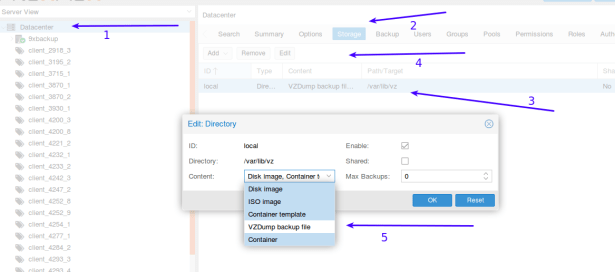 Server View
Datacenter
Datacenter
1
2
9xbackup
Search Summary Options Storage Backup Users Groups Pools Permissions Roles Auth
client_2918_3
Add Remove Edit
4
client_3195_2
client_3715_1
ID ↑ Type Content Path/Target Sha
client_3870_1
local Dire... VZDump backup fil... /var/lib/vz No
client_3870_2
3
client_3930_1
client_4200_3
client_4200_8
client_4221_2
client_4232_1
client_4233_2
client_4242_3
client_4247_2
client_4252_8
client_4252_9
client_4254_1
client_4277_1
client_4284_2
client_4293_3
client_4293_4
Edit: Directory
ID: local Enable:
Directory: /var/lib/vz Shared:
Content: Disk image, Container t Max Backups: 0
Disk image
ISO image
Container template
VZDump backup file
Container
OK Reset
5